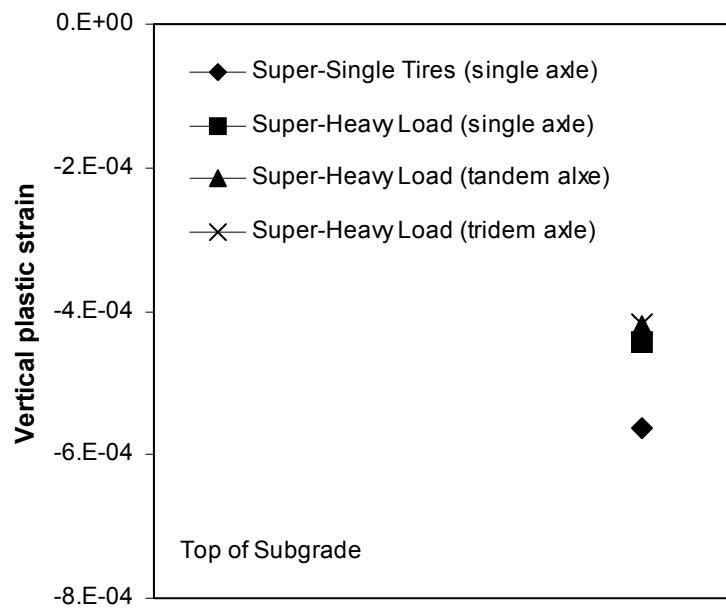 0.E+00
Super-Single Tires (single axle)
Super-Heavy Load (single axle)
-2.E-04
Super-Heavy Load (tandem alxe)
Super-Heavy Load (tridem axle)
Vertical plastic strain
-4.E-04
-6.E-04
Top of Subgrade
-8.E-04